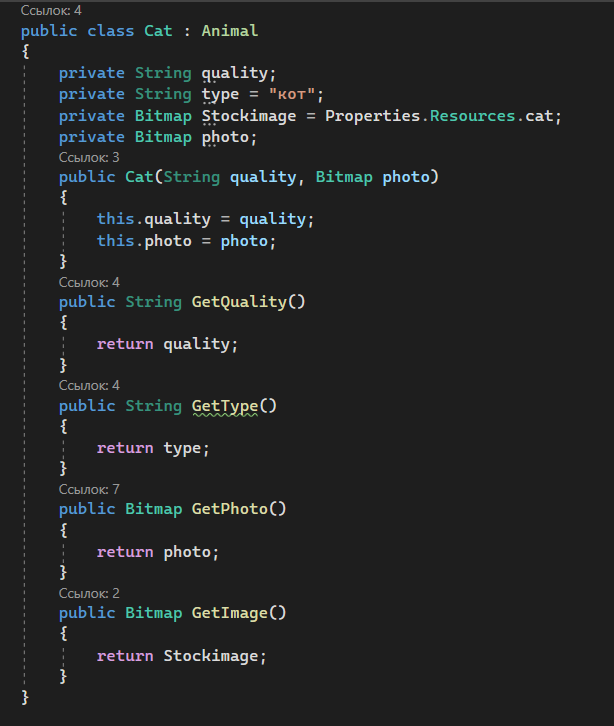 Ссылок: 4
public class Cat : Animal
{
    private String quality;
    private String type = "кот";
    private Bitmap Stockimage = Properties.Resources.cat;
    private Bitmap photo;
    Ссылок: 3
    public Cat(String quality, Bitmap photo)
    {
        this.quality = quality;
        this.photo = photo;
    }
    Ссылок: 4
    public String GetQuality()
    {
        return quality;
    }
    Ссылок: 4
    public String GetType()
    {
        return type;
    }
    Ссылок: 7
    public Bitmap GetPhoto()
    {
        return photo;
    }
    Ссылок: 2
    public Bitmap GetImage()
    {
        return Stockimage;
    }
}